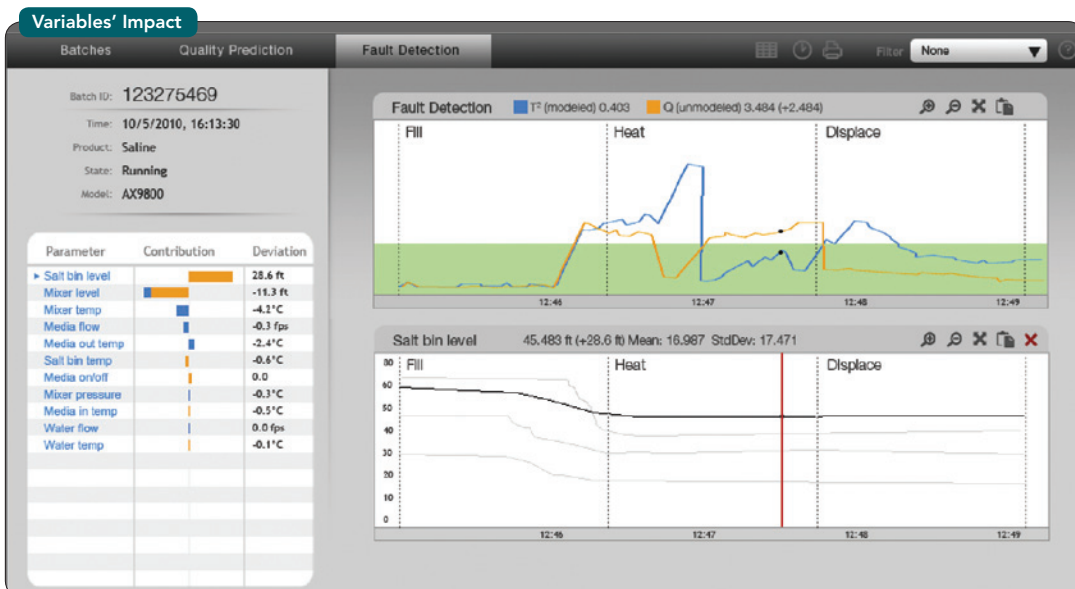 Variables' Impact
Batches Quality Prediction Fault Detection Filter None ?
Batch ID: 123275469
Time: 10/5/2010, 16:13:30
Product: Saline
State: Running
Model: AX9800
Parameter Contribution Deviation
Salt bin level 28.6 ft
Mixer level -11.3 ft
Mixer temp -4.2°C
Media flow -0.3 fps
Media out temp -2.4°C
Salt bin temp -0.6°C
Media on/off 0.0
Mixer pressure -0.3°C
Media in temp -0.5°C
Water flow 0.0 fps
Water temp -0.1°C
Fault Detection T² (modeled) 0.403 Q (unmodeled) 3.484 (+2.484)
Fill Heat Displace
12:46 12:47 12:48 12:49
Salt bin level 45.483 ft (+28.6 ft) Mean: 16.987 StdDev: 17.471
80
Fill Heat Displace
60
50
40
30
20
10
0
12:46 12:47 12:48 12:49